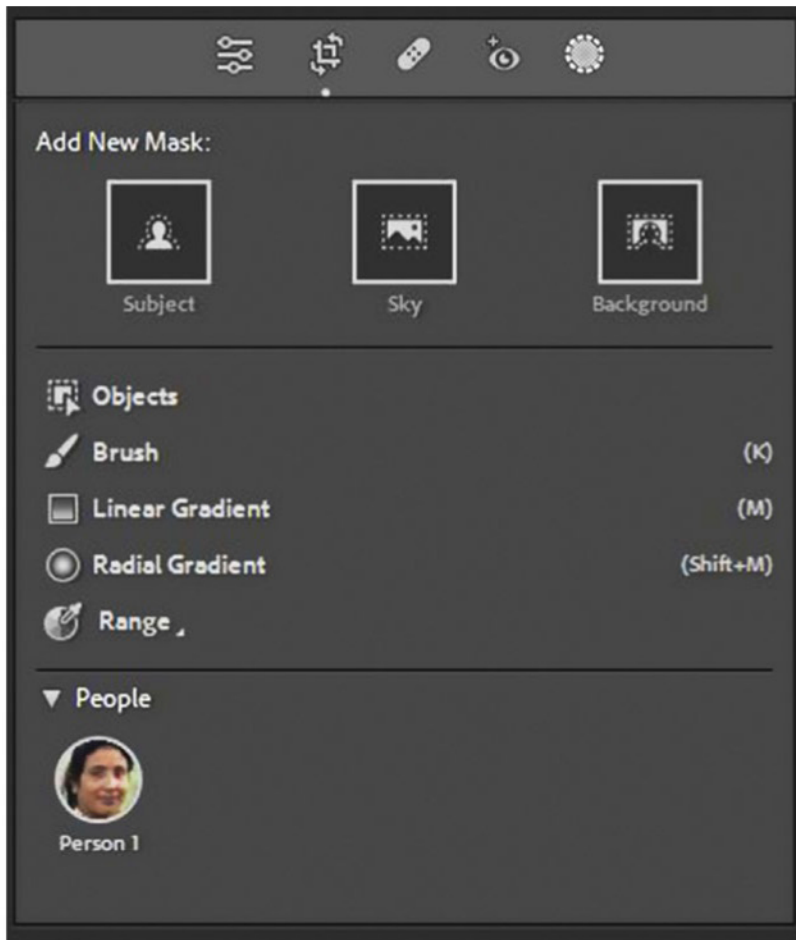 Add New Mask:
Subject Sky Background
Objects
Brush (K)
Linear Gradient (M)
Radial Gradient (Shift+M)
Range
People
Person 1